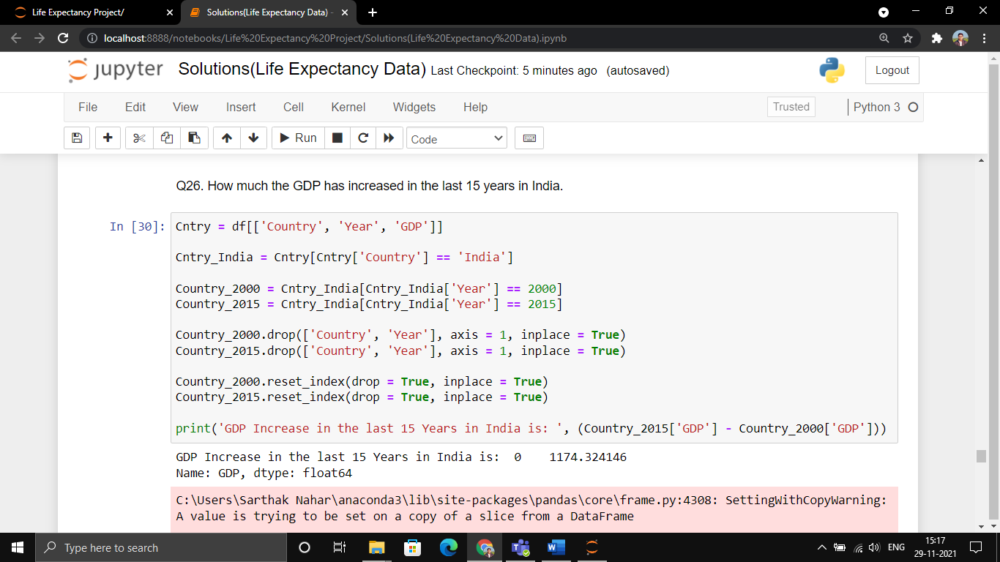 Life Expectancy Project/
Solutions(Life Expectancy Data) -
localhost:8888/notebooks/Life%20Expectancy%20Project/Solutions(Life%20Expectancy%20Data).ipynb
jupyter Solutions(Life Expectancy Data) Last Checkpoint: 5 minutes ago (autosaved)
Logout
File Edit View Insert Cell Kernel Widgets Help Trusted Python 3
Run Code
Q26. How much the GDP has increased in the last 15 years in India.
In [30]: Cntry = df[['Country', 'Year', 'GDP']]
Cntry_India = Cntry[Cntry['Country'] == 'India']
Country_2000 = Cntry_India[Cntry_India['Year'] == 2000]
Country_2015 = Cntry_India[Cntry_India['Year'] == 2015]
Country_2000.drop(['Country', 'Year'], axis = 1, inplace = True)
Country_2015.drop(['Country', 'Year'], axis = 1, inplace = True)
Country_2000.reset_index(drop = True, inplace = True)
Country_2015.reset_index(drop = True, inplace = True)
print('GDP Increase in the last 15 Years in India is: ', (Country_2015['GDP'] - Country_2000['GDP']))
GDP Increase in the last 15 Years in India is:  0    1174.324146
Name: GDP, dtype: float64
C:\Users\Sarthak Nahar\anaconda3\lib\site-packages\pandas\core\frame.py:4308: SettingWithCopyWarning:
A value is trying to be set on a copy of a slice from a DataFrame
Type here to search
ENG
15:17
29-11-2021